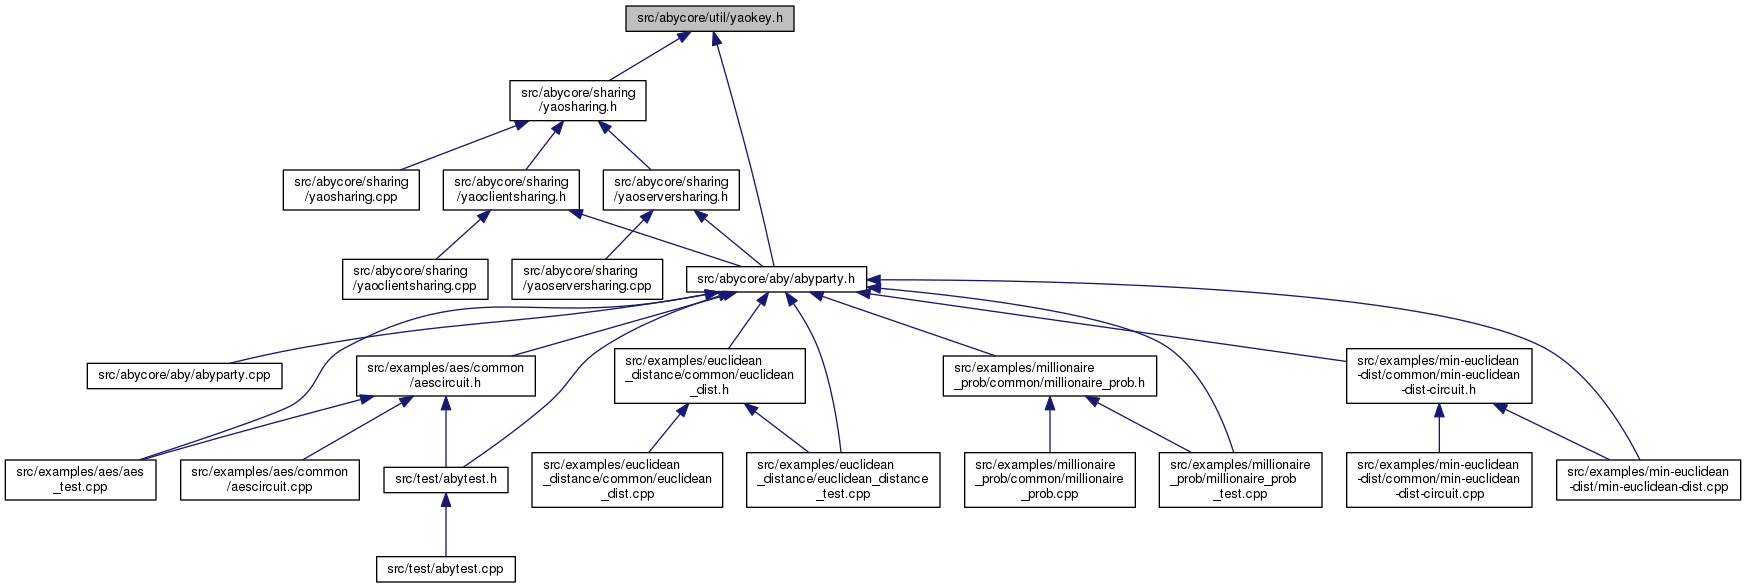 src/abycore/util/yaokey.h
src/abycore/sharing
/yaosharing.h
src/abycore/sharing
/yaosharing.cpp
src/abycore/sharing
/yaoclientsharing.h
src/abycore/sharing
/yaoserversharing.h
src/abycore/sharing
/yaoclientsharing.cpp
src/abycore/sharing
/yaoserversharing.cpp
src/abycore/aby/abyparty.h
src/abycore/aby/abyparty.cpp
src/examples/aes/common
/aescircuit.h
src/examples/euclidean
_distance/common/euclidean
_dist.h
src/examples/millionaire
_prob/common/millionaire_prob.h
src/examples/min-euclidean
-dist/common/min-euclidean
-dist-circuit.h
src/examples/aes/aes
_test.cpp
src/examples/aes/common
/aescircuit.cpp
src/test/abytest.h
src/examples/euclidean
_distance/common/euclidean
_dist.cpp
src/examples/euclidean
_distance/euclidean_distance
_test.cpp
src/examples/millionaire
_prob/common/millionaire
_prob.cpp
src/examples/millionaire
_prob/millionaire_prob
_test.cpp
src/examples/min-euclidean
-dist/common/min-euclidean
-dist-circuit.cpp
src/examples/min-euclidean
-dist/min-euclidean-dist.cpp
src/test/abytest.cpp